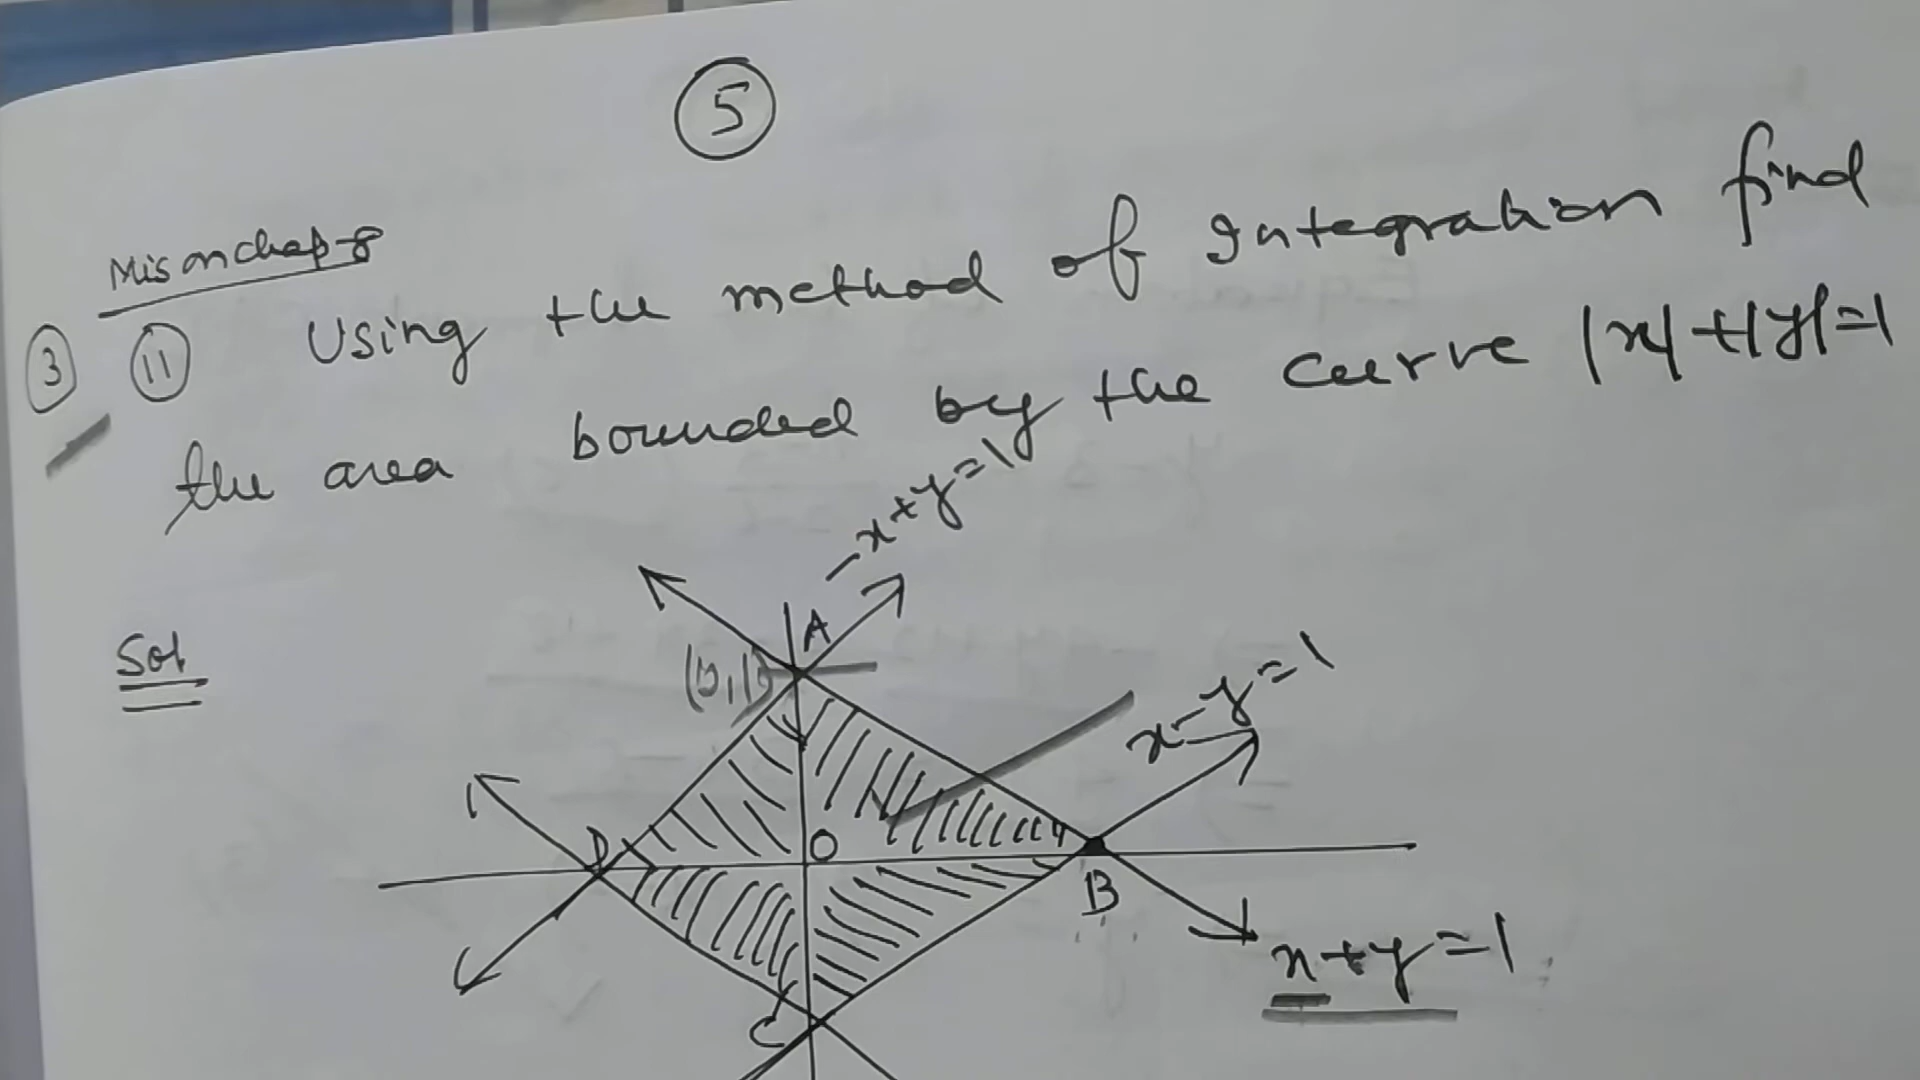 5
Mis on chap-8
3 11 Using the method of Integration find
the area bounded by the curve |x|+|y|=1
-x+y=1
Sol
A
(0,1)
x-y=1
D O
B
x+y=1
C